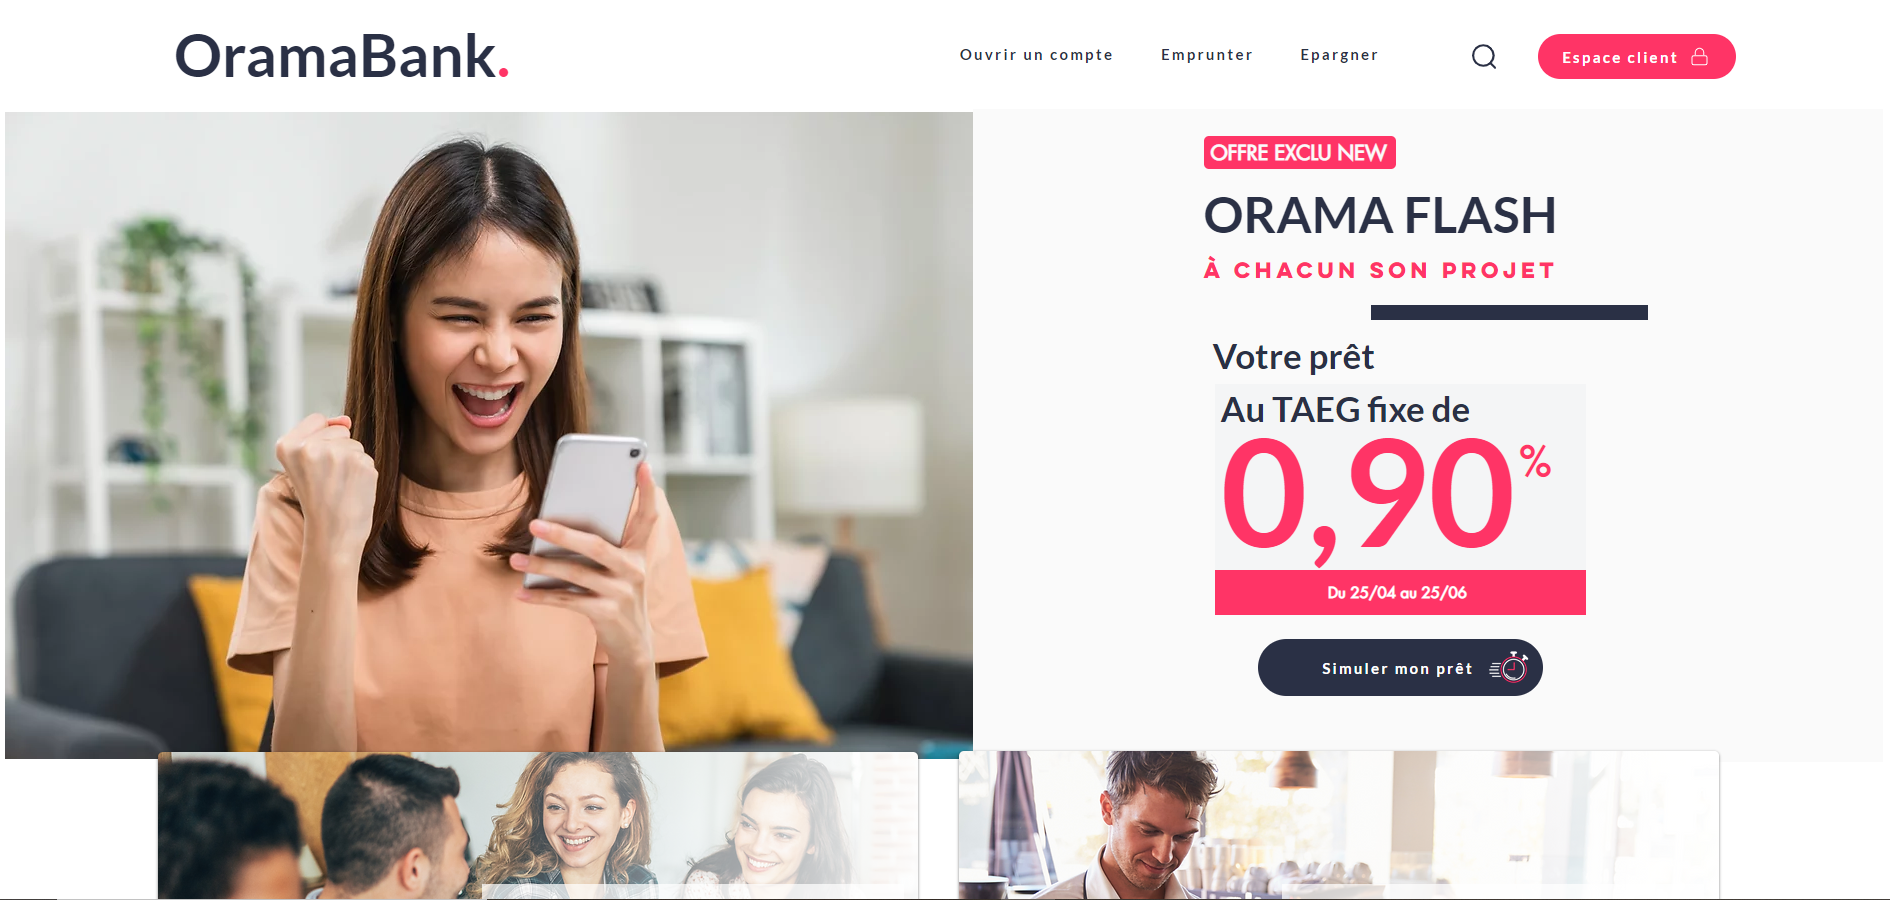 OramaBank.
Ouvrir un compte
Emprunter
Epargner
Espace client
OFFRE EXCLU NEW
ORAMA FLASH
À CHACUN SON PROJET
Votre prêt
Au TAEG fixe de
0,90%
Du 25/04 au 25/06
Simuler mon prêt